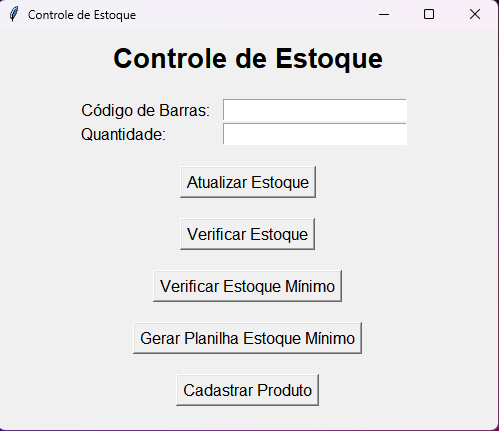 Controle de Estoque
Controle de Estoque
Código de Barras:
Quantidade:
Atualizar Estoque
Verificar Estoque
Verificar Estoque Mínimo
Gerar Planilha Estoque Mínimo
Cadastrar Produto